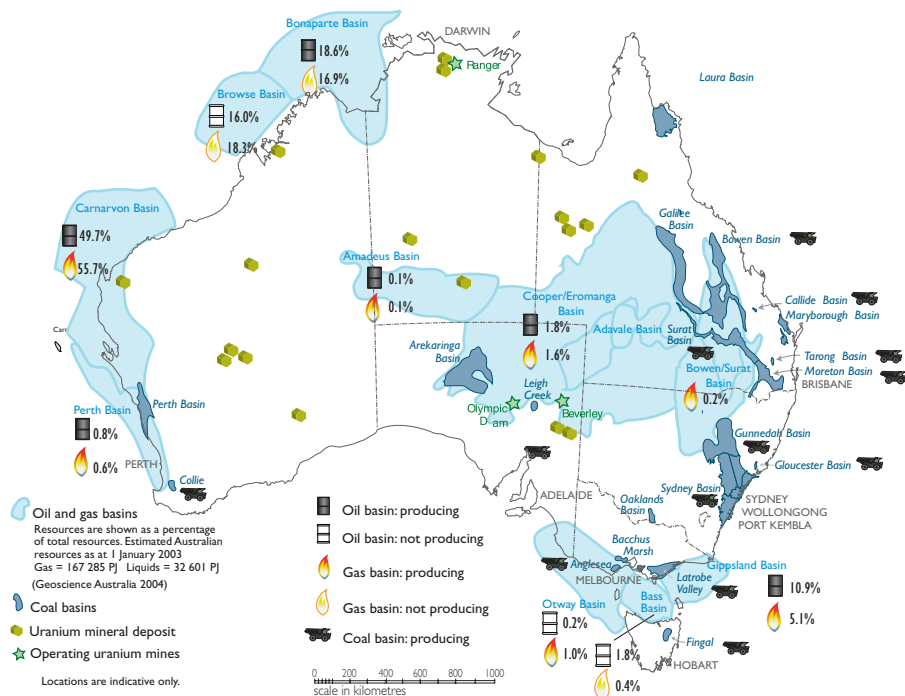 Bonaparte Basin
DARWIN
18.6%
Ranger
16.9%
Laura Basin
Browse Basin
16.0%
18.3%
Carnarvon Basin
49.7%
55.7%
Galilee
Basin
Bowen Basin
Amadeus Basin
0.1%
0.1%
Cooper/Eromanga
Basin
1.8%
1.6%
Adavale Basin
Callide Basin
Maryborough Basin
Surat
Basin
Tarong Basin
Moreton Basin
BRISBANE
Bowen/Surat
Basin
0.2%
Carr
Arekaringa
Basin
Leigh
Creek
Olympic
D am
Beverley
Perth Basin
Perth Basin
0.8%
0.6%
PERTH
Collie
Gunnedah Basin
Gloucester Basin
Sydney Basin
SYDNEY
WOLLONGONG
PORT KEMBLA
ADELAIDE
Oaklands
Basin
Bacchus
Marsh
Anglesea
MELBOURNE
Latrobe
Valley
Gippsland Basin
10.9%
5.1%
Otway Basin
0.2%
1.0%
Bass
Basin
1.8%
0.4%
Fingal
HOBART
Oil and gas basins
Resources are shown as a percentage
of total resources. Estimated Australian
resources as at 1 January 2003
Gas = 167 285 PJ Liquids = 32 601 PJ
(Geoscience Australia 2004)
Coal basins
Uranium mineral deposit
Operating uranium mines
Locations are indicative only.
Oil basin: producing
Oil basin: not producing
Gas basin: producing
Gas basin: not producing
Coal basin: producing
0 200 400 600 800 1000
scale in kilometres